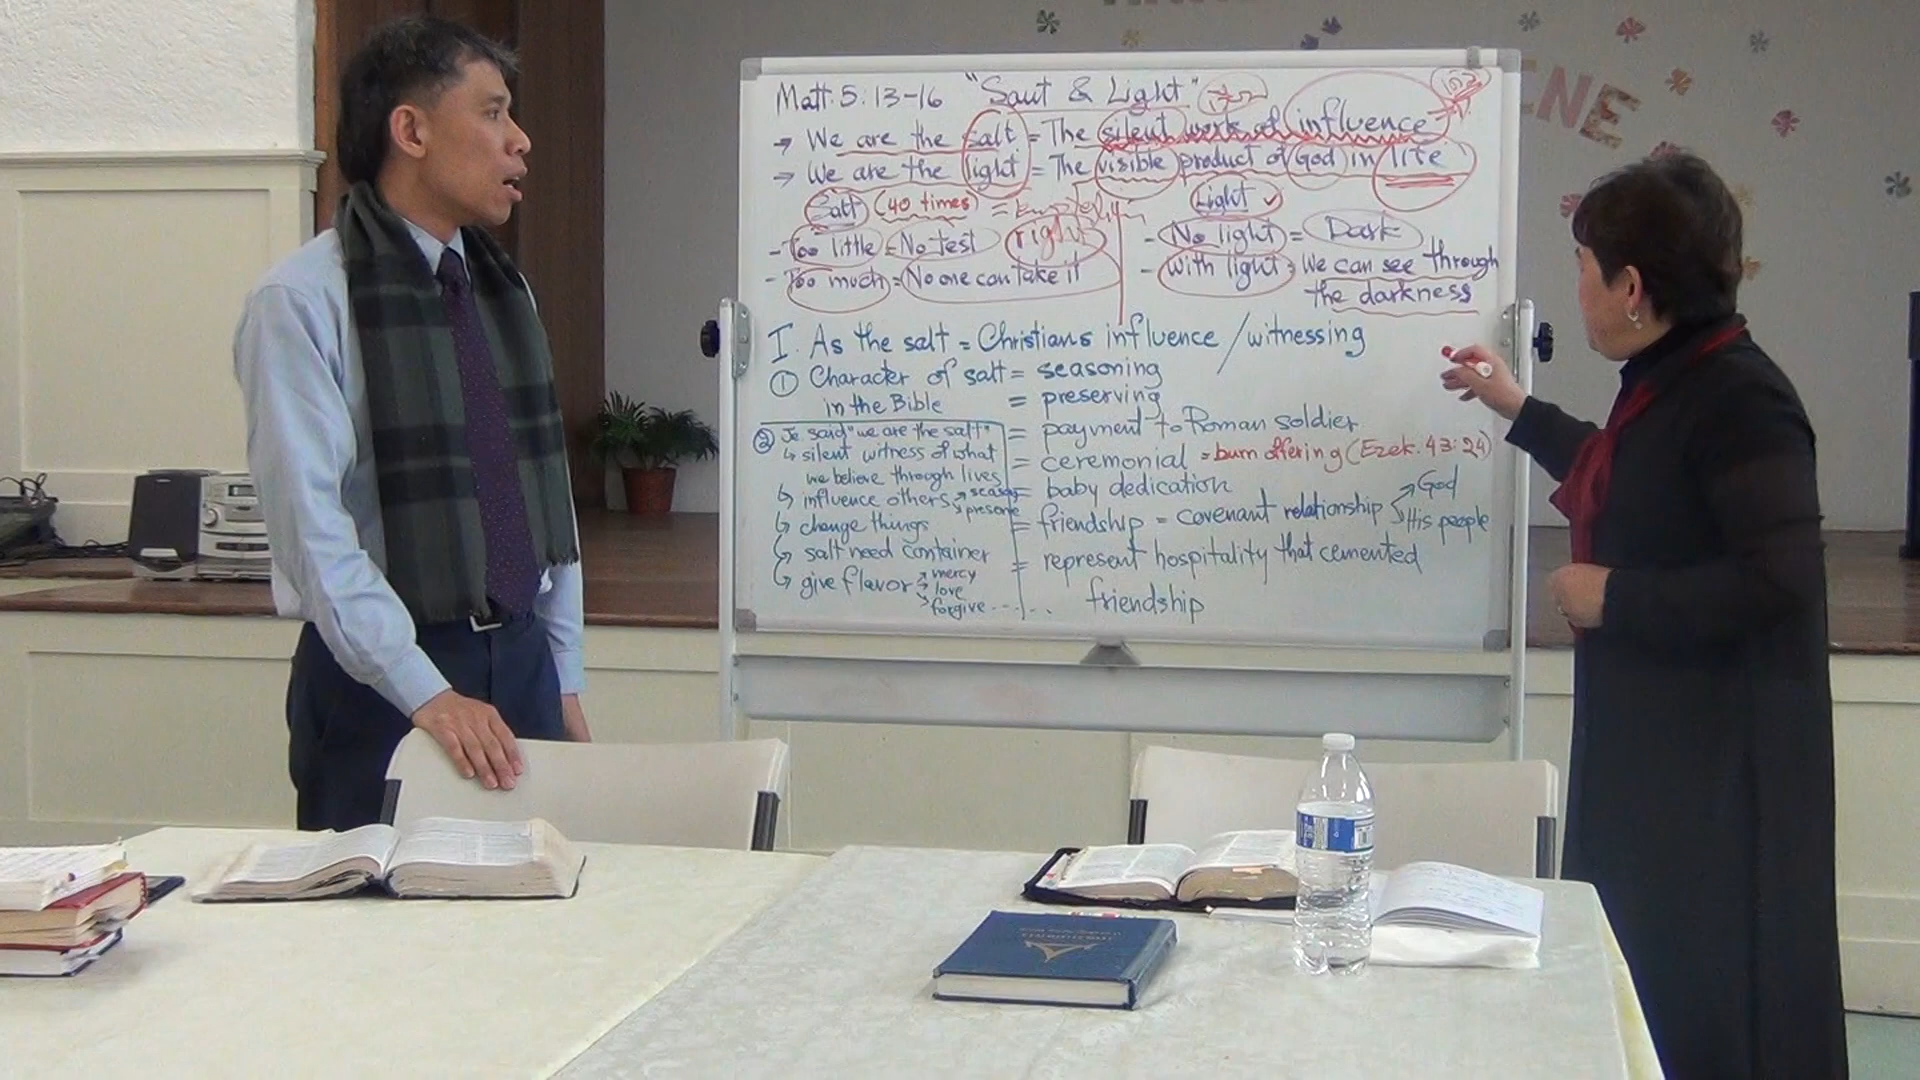 Matt. 5:13-16 "Saut & Light"
→ We are the salt = The silent work of influence
→ We are the light = The visible product of God in life
Salt (40 times) =
Light ✓
- Too little = No test right
- No light = Dark
- Too much = No one can take it
- With light = We can see through
the darkness
I. As the salt = Christians influence / witnessing
① Character of salt = seasoning
in the Bible = preserving
= payment to Roman soldier
= ceremonial = burn offering (Ezek. 43:24)
= baby dedication
= friendship = covenant relationship → God
↘ His people
= represent hospitality that cemented
friendship
② Je. said "we are the salt"
↳ silent witness of what
we believe through lives
↳ influence others
↳ change things
↳ salt need container
↳ give flavor → mercy
→ love
→ forgive ......
ENE